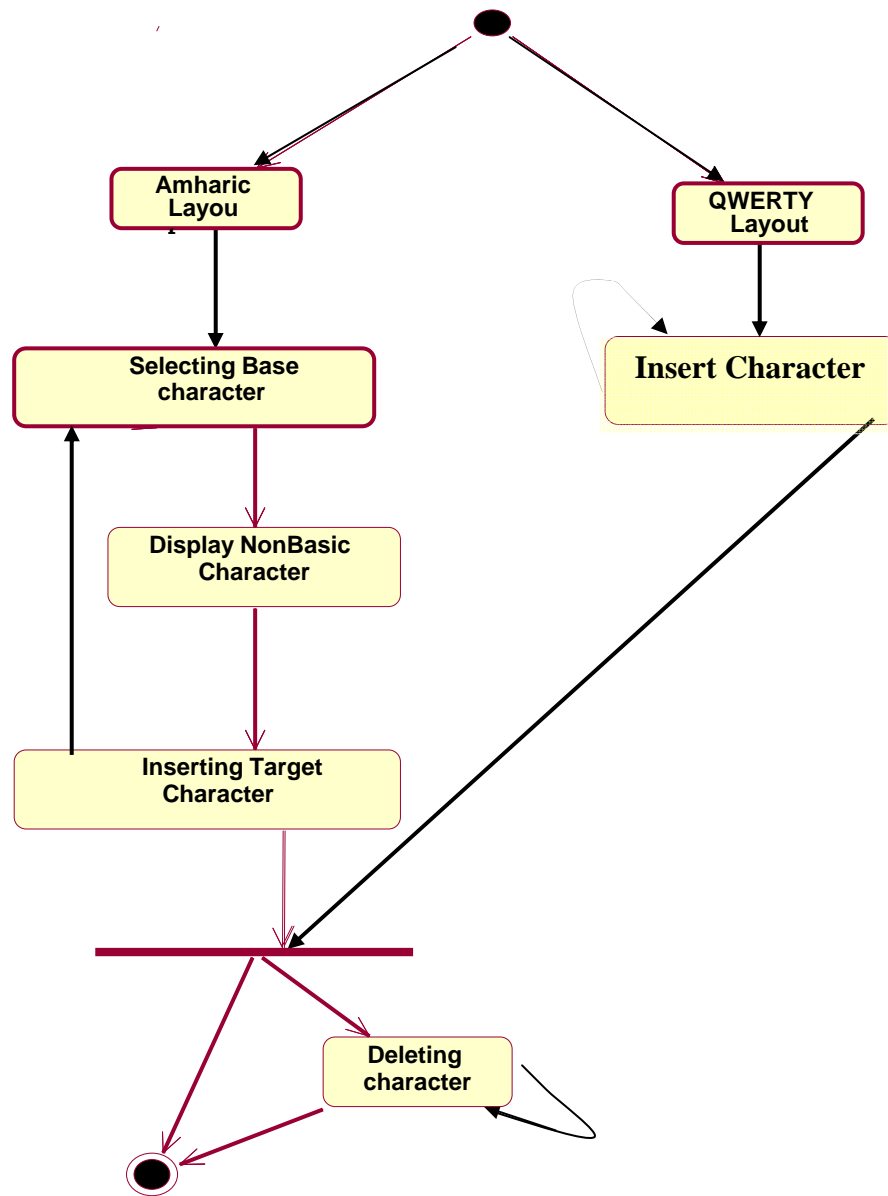 Amharic
Layou
QWERTY
Layout
Selecting Base
character
Insert Character
Display NonBasic
Character
Inserting Target
Character
Deleting
character